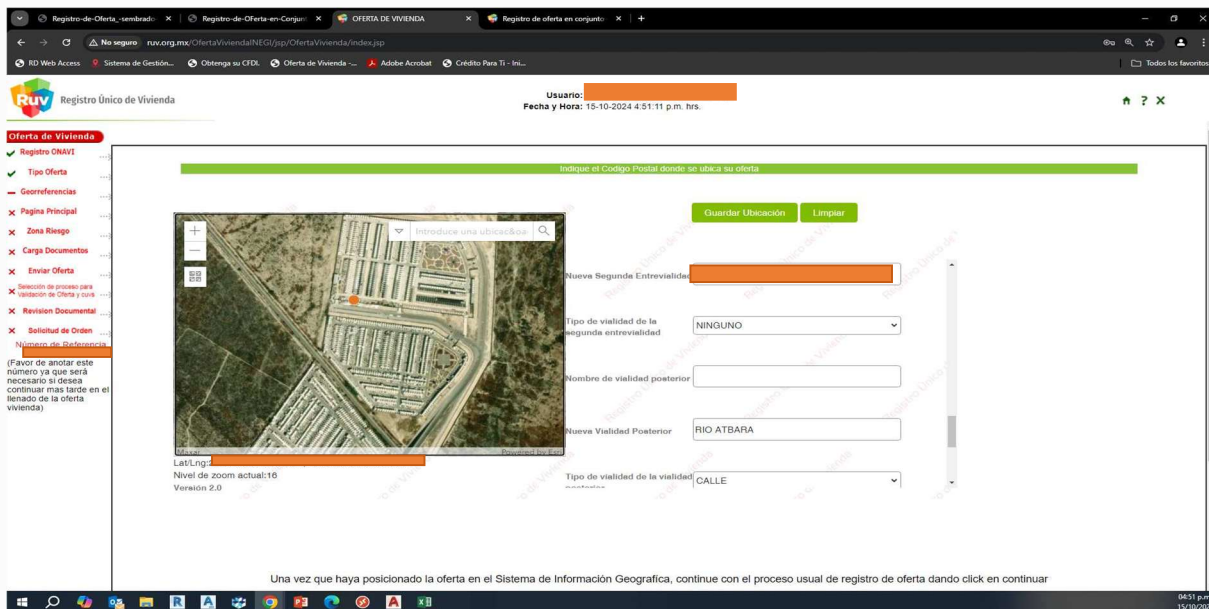 Registro-de-Oferta_-sembrado-
Registro-de-OFerta-en-Conjun
OFERTA DE VIVIENDA
Registro de oferta en conjunto
No seguro
ruv.org.mx/OfertaViviendaINEGI/jsp/OfertaVivienda/index.jsp
RD Web Access
Sistema de Gestión...
Obtenga su CFDI.
Oferta de Vivienda -...
Adobe Acrobat
Crédito Para Ti - Ini...
Todos los favoritos
Ruv
Registro Único de Vivienda
Usuario:
Fecha y Hora: 15-10-2024 4:51:11 p.m. hrs.
Oferta de Vivienda
Registro ONAVI
Tipo Oferta
Georreferencias
Pagina Principal
Zona Riesgo
Carga Documentos
Enviar Oferta
Selección de proceso para
Validación de Oferta y cuvs
Revision Documental
Solicitud de Orden
Número de Referencia
(Favor de anotar este
número ya que será
necesario si desea
continuar mas tarde en el
llenado de la oferta
vivienda)
Indique el Codigo Postal donde se ubica su oferta
Guardar Ubicación
Limpiar
Introduce una ubicac&oa
Maxar
Powered by Esri
Lat/Lng:
Nivel de zoom actual:16
Versión 2.0
Nueva Segunda Entrevialidad
Tipo de vialidad de la
segunda entrevialidad
NINGUNO
Nombre de vialidad posterior
Nueva Vialidad Posterior
RIO ATBARA
Tipo de vialidad de la vialidad
posterior
CALLE
Una vez que haya posicionado la oferta en el Sistema de Información Geografíca, continue con el proceso usual de registro de oferta dando click en continuar
04:51 p.m.